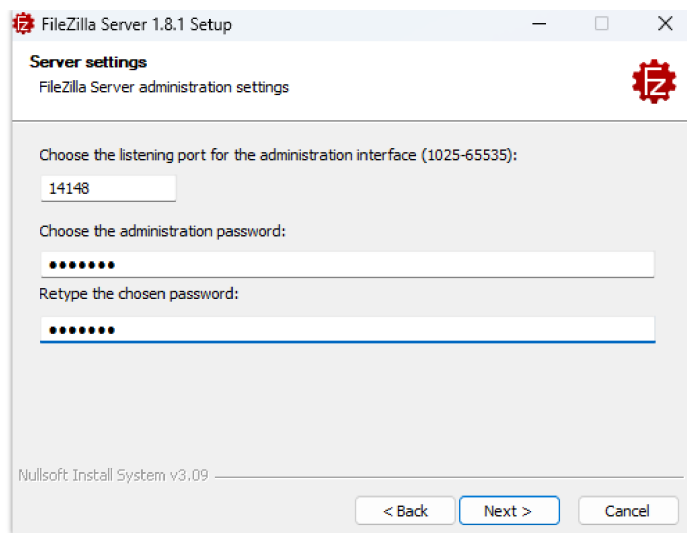 FileZilla Server 1.8.1 Setup
Server settings
FileZilla Server administration settings
Choose the listening port for the administration interface (1025-65535):
14148
Choose the administration password:
●●●●●●●
Retype the chosen password:
●●●●●●●
Nullsoft Install System v3.09
< Back Next > Cancel